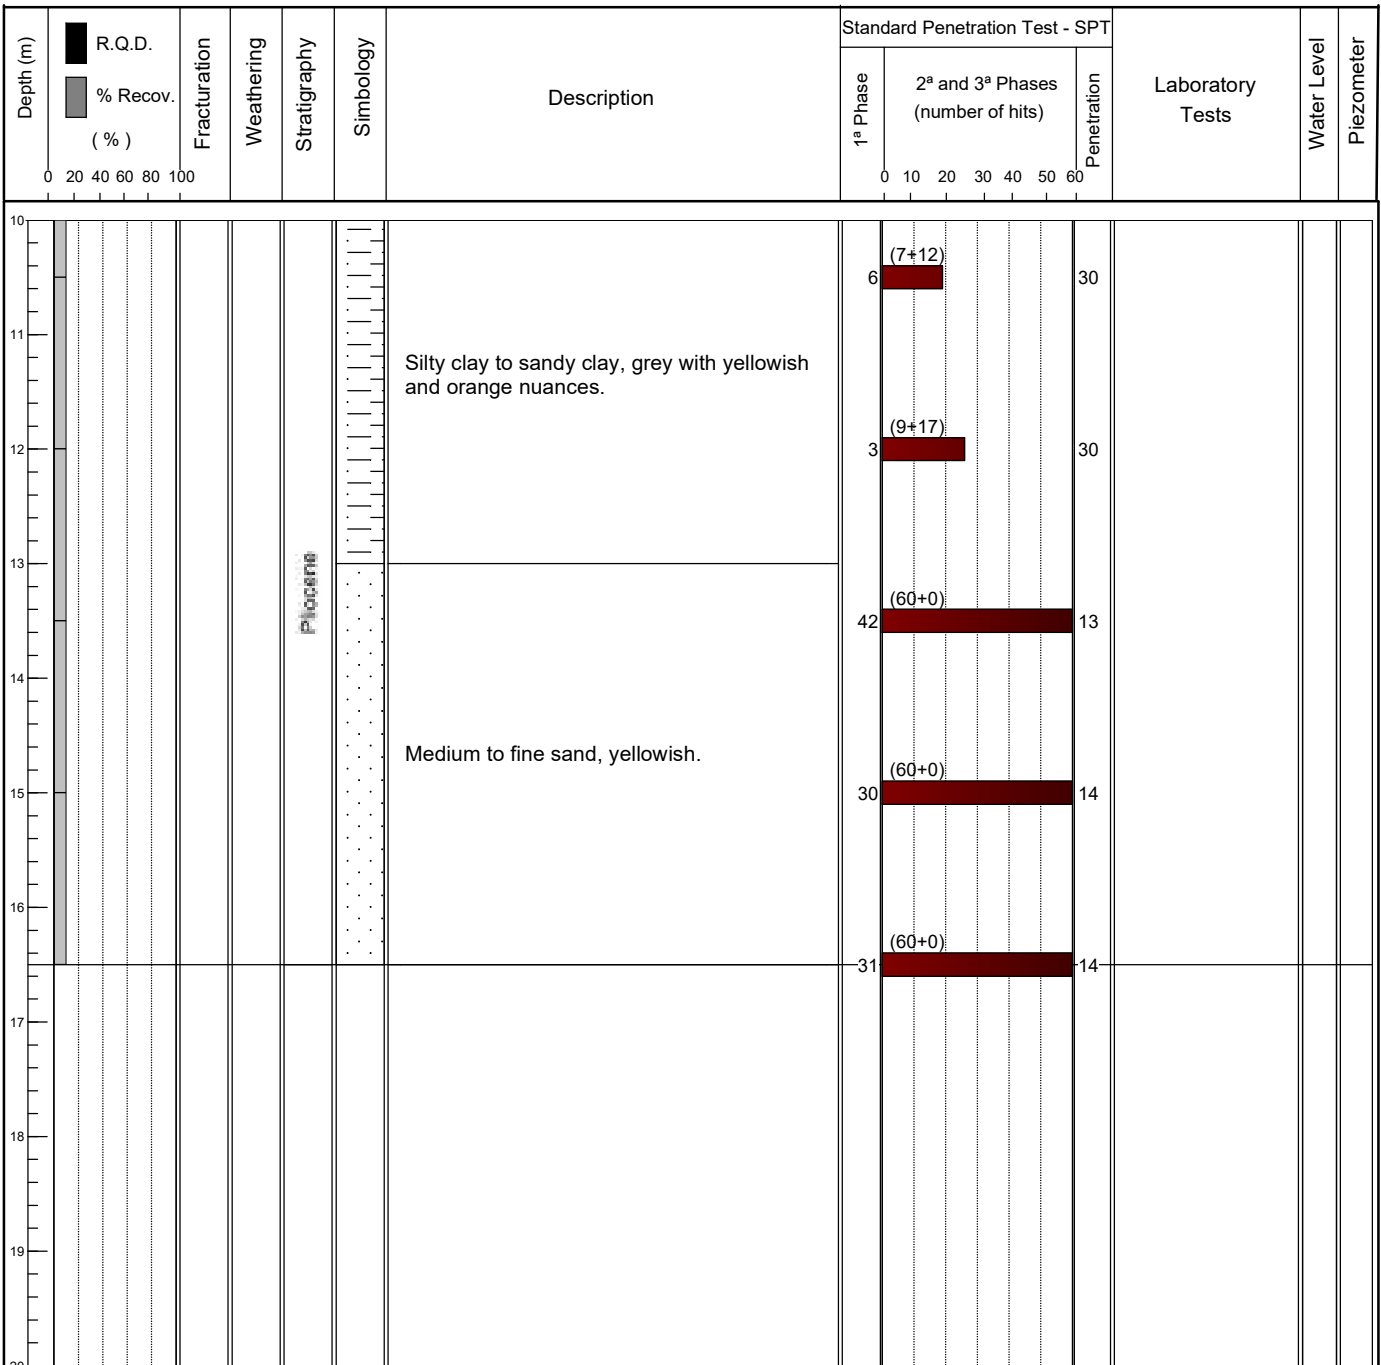 Depth (m)
R.Q.D.
% Recov.
( % )
0 20 40 60 80 100
Fracturation
Weathering
Stratigraphy
Simbology
Description
Standard Penetration Test - SPT
1ª Phase
2ª and 3ª Phases
(number of hits)
0 10 20 30 40 50 60
Penetration
Laboratory
Tests
Water Level
Piezometer
10
(7+12)
6
30
11
Silty clay to sandy clay, grey with yellowish
and orange nuances.
(9+17)
12
3
30
Pliocene
13
(60+0)
42
13
14
Medium to fine sand, yellowish.
(60+0)
15
30
14
16
(60+0)
31
14
17
18
19
20